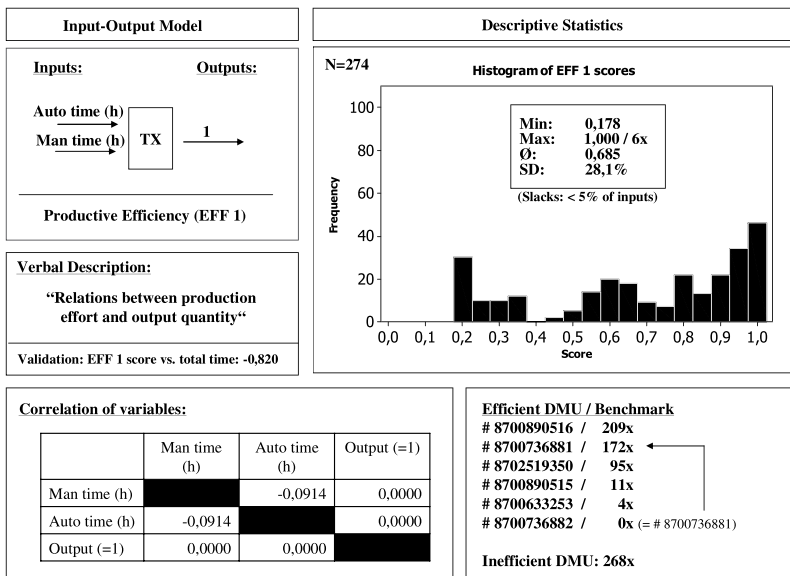 Input-Output Model
Inputs: Outputs:
Auto time (h)
Man time (h) TX 1
Productive Efficiency (EFF 1)
Verbal Description:
“Relations between production
effort and output quantity“
Validation: EFF 1 score vs. total time: -0,820
Descriptive Statistics
N=274
Histogram of EFF 1 scores
Frequency
100
80
60
40
20
0
0,0 0,1 0,2 0,3 0,4 0,5 0,6 0,7 0,8 0,9 1,0
Score
Min: 0,178
Max: 1,000 / 6x
Ø: 0,685
SD: 28,1%
(Slacks: < 5% of inputs)
Correlation of variables:
Man time (h) Auto time (h) Output (=1)
Man time (h) -0,0914 0,0000
Auto time (h) -0,0914 0,0000
Output (=1) 0,0000 0,0000
Efficient DMU / Benchmark
# 8700890516 / 209x
# 8700736881 / 172x
# 8702519350 / 95x
# 8700890515 / 11x
# 8700633253 / 4x
# 8700736882 / 0x (= # 8700736881)
Inefficient DMU: 268x